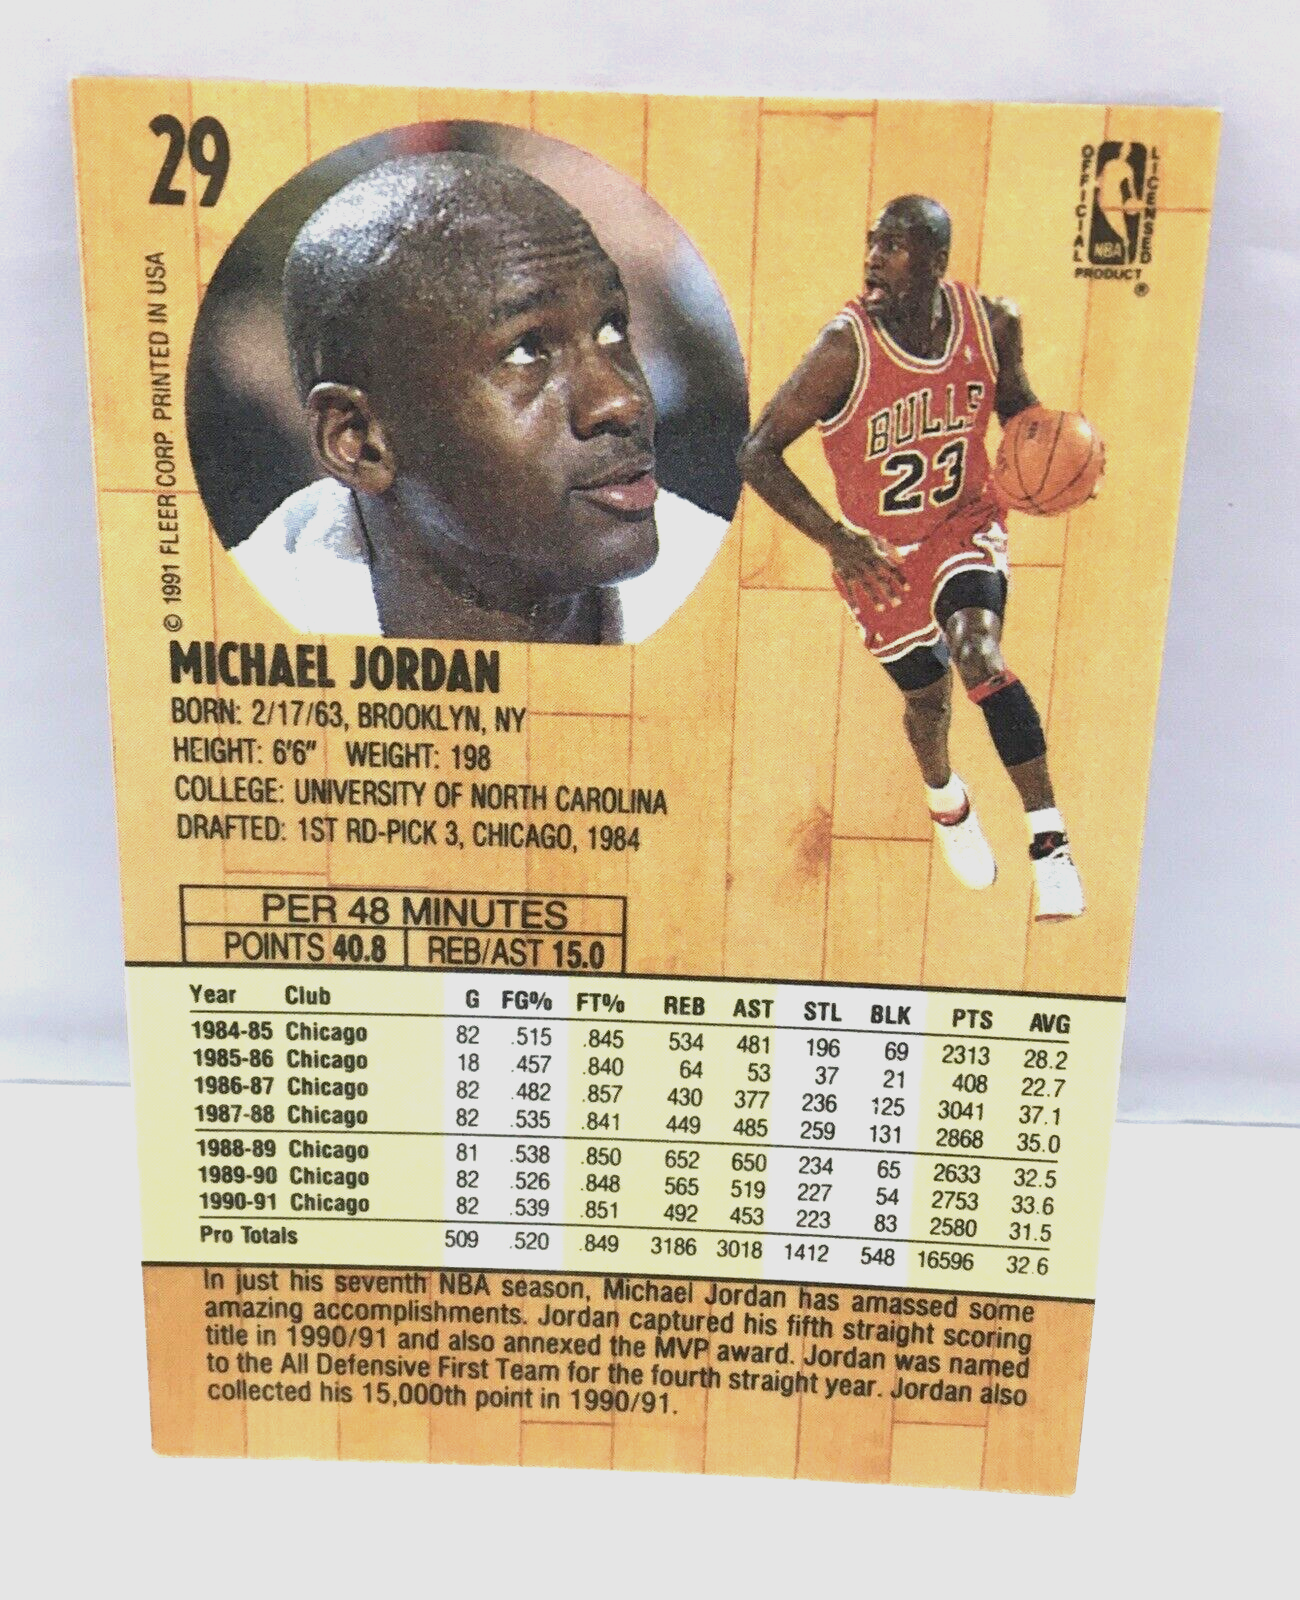 29
OFFICIAL LICENSED
NBA
PRODUCT
®
© 1991 FLEER CORP. PRINTED IN USA
BULLS
23
MICHAEL JORDAN
BORN: 2/17/63, BROOKLYN, NY
HEIGHT: 6'6" WEIGHT: 198
COLLEGE: UNIVERSITY OF NORTH CAROLINA
DRAFTED: 1ST RD-PICK 3, CHICAGO, 1984
PER 48 MINUTES
POINTS 40.8 REB/AST 15.0
Year Club G FG% FT% REB AST STL BLK PTS AVG
1984-85 Chicago 82 .515 .845 534 481 196 69 2313 28.2
1985-86 Chicago 18 .457 .840 64 53 37 21 408 22.7
1986-87 Chicago 82 .482 .857 430 377 236 125 3041 37.1
1987-88 Chicago 82 .535 .841 449 485 259 131 2868 35.0
1988-89 Chicago 81 .538 .850 652 650 234 65 2633 32.5
1989-90 Chicago 82 .526 .848 565 519 227 54 2753 33.6
1990-91 Chicago 82 .539 .851 492 453 223 83 2580 31.5
Pro Totals 509 .520 .849 3186 3018 1412 548 16596 32.6
In just his seventh NBA season, Michael Jordan has amassed some
amazing accomplishments. Jordan captured his fifth straight scoring
title in 1990/91 and also annexed the MVP award. Jordan was named
to the All Defensive First Team for the fourth straight year. Jordan also
collected his 15,000th point in 1990/91.